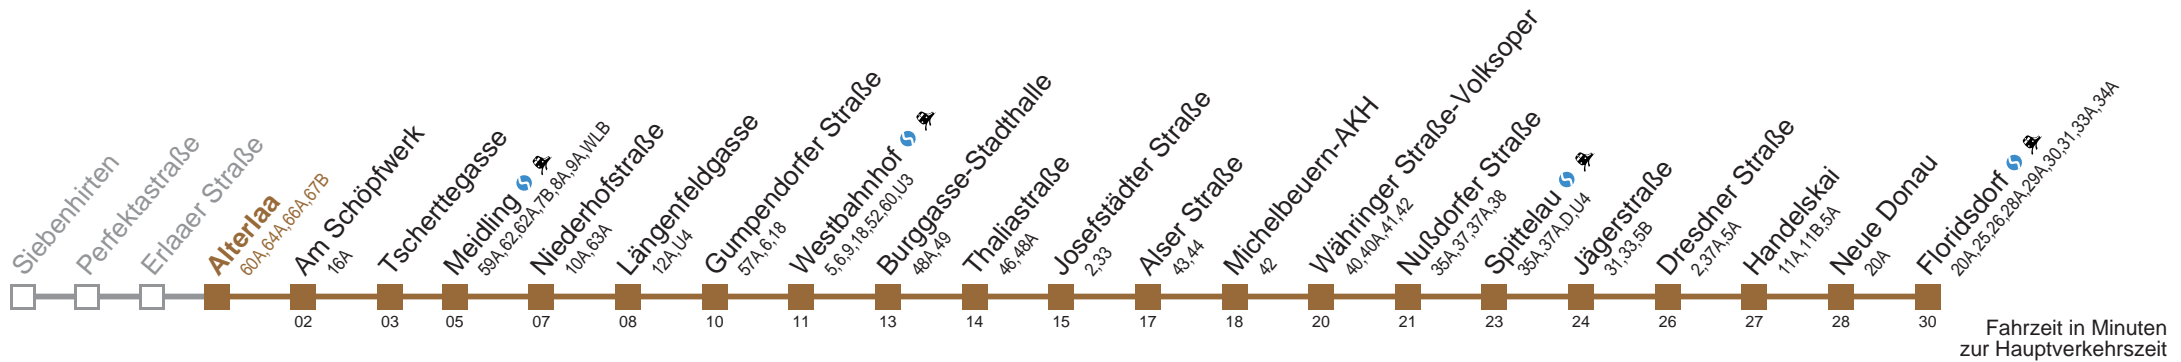 Siebenhirten
Perfektastraße
Erlaaer Straße
Alterlaa
60A,64A,66A,67B
Am Schöpfwerk
16A
Tscherttegasse
Meidling
59A,62,62A,7B,8A,9A,WLB
Niederhofstraße
10A,63A
Längenfeldgasse
12A,U4
Gumpendorfer Straße
57A,6,18
Westbahnhof
5,6,9,18,52,60,U3
Burggasse-Stadthalle
48A,49
Thaliastraße
46,48A
Josefstädter Straße
2,33
Alser Straße
43,44
Michelbeuern-AKH
42
Währinger Straße-Volksoper
40,40A,41,42
Nußdorfer Straße
35A,37,37A,38
Spittelau
35A,37A,D,U4
Jägerstraße
31,33,5B
Dresdner Straße
2,37A,5A
Handelskai
11A,11B,5A
Neue Donau
20A
Floridsdorf
20A,25,26,28A,29A,30,31,33A,34A
02 03 05 07 08 10 11 13 14 15 17 18 20 21 23 24 26 27 28 30
Fahrzeit in Minuten
zur Hauptverkehrszeit